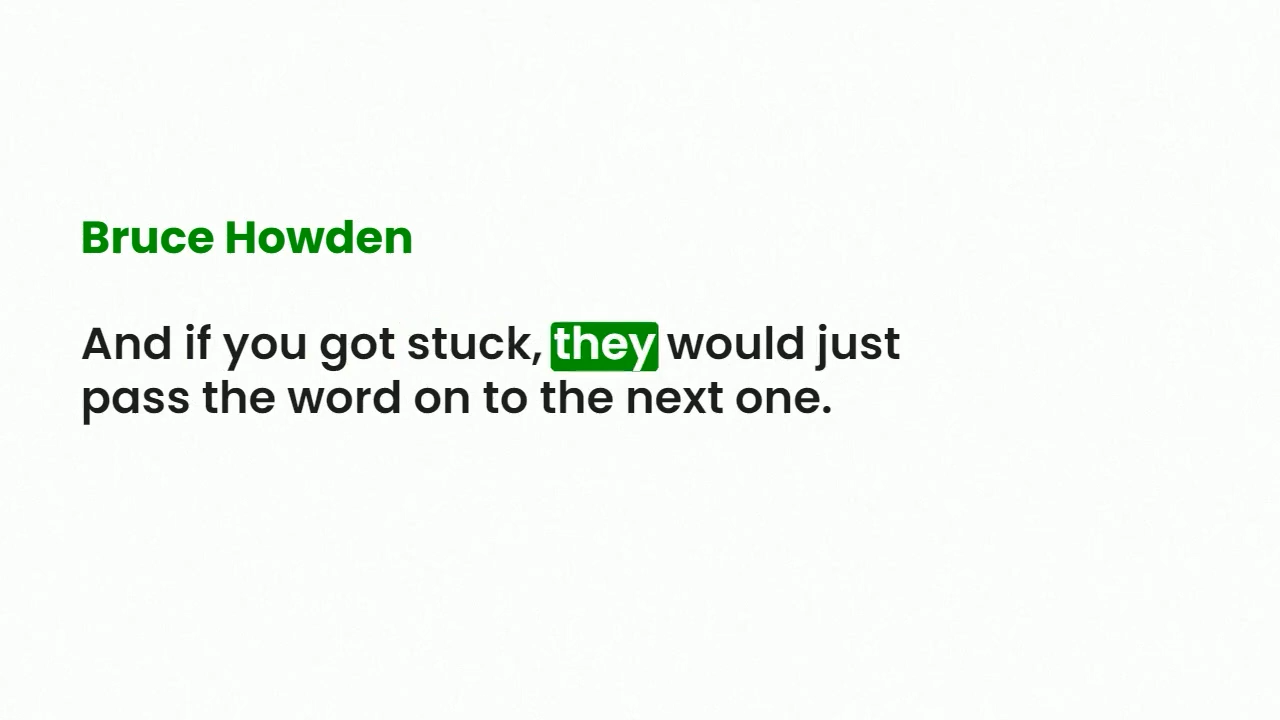 Bruce Howden
And if you got stuck, they would just
pass the word on to the next one.